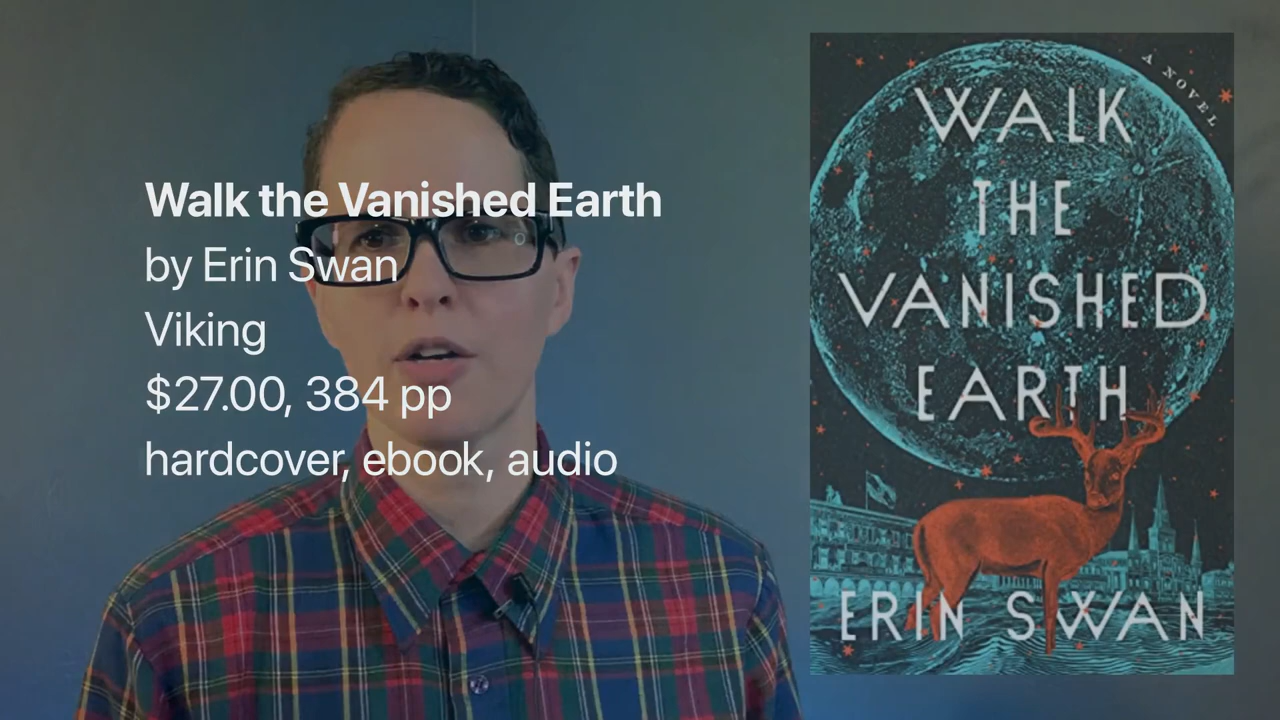 Walk the Vanished Earth
by Erin Swan
Viking
$27.00, 384 pp
hardcover, ebook, audio
A NOVEL
WALK
THE
VANISHED
EARTH
ERIN SWAN